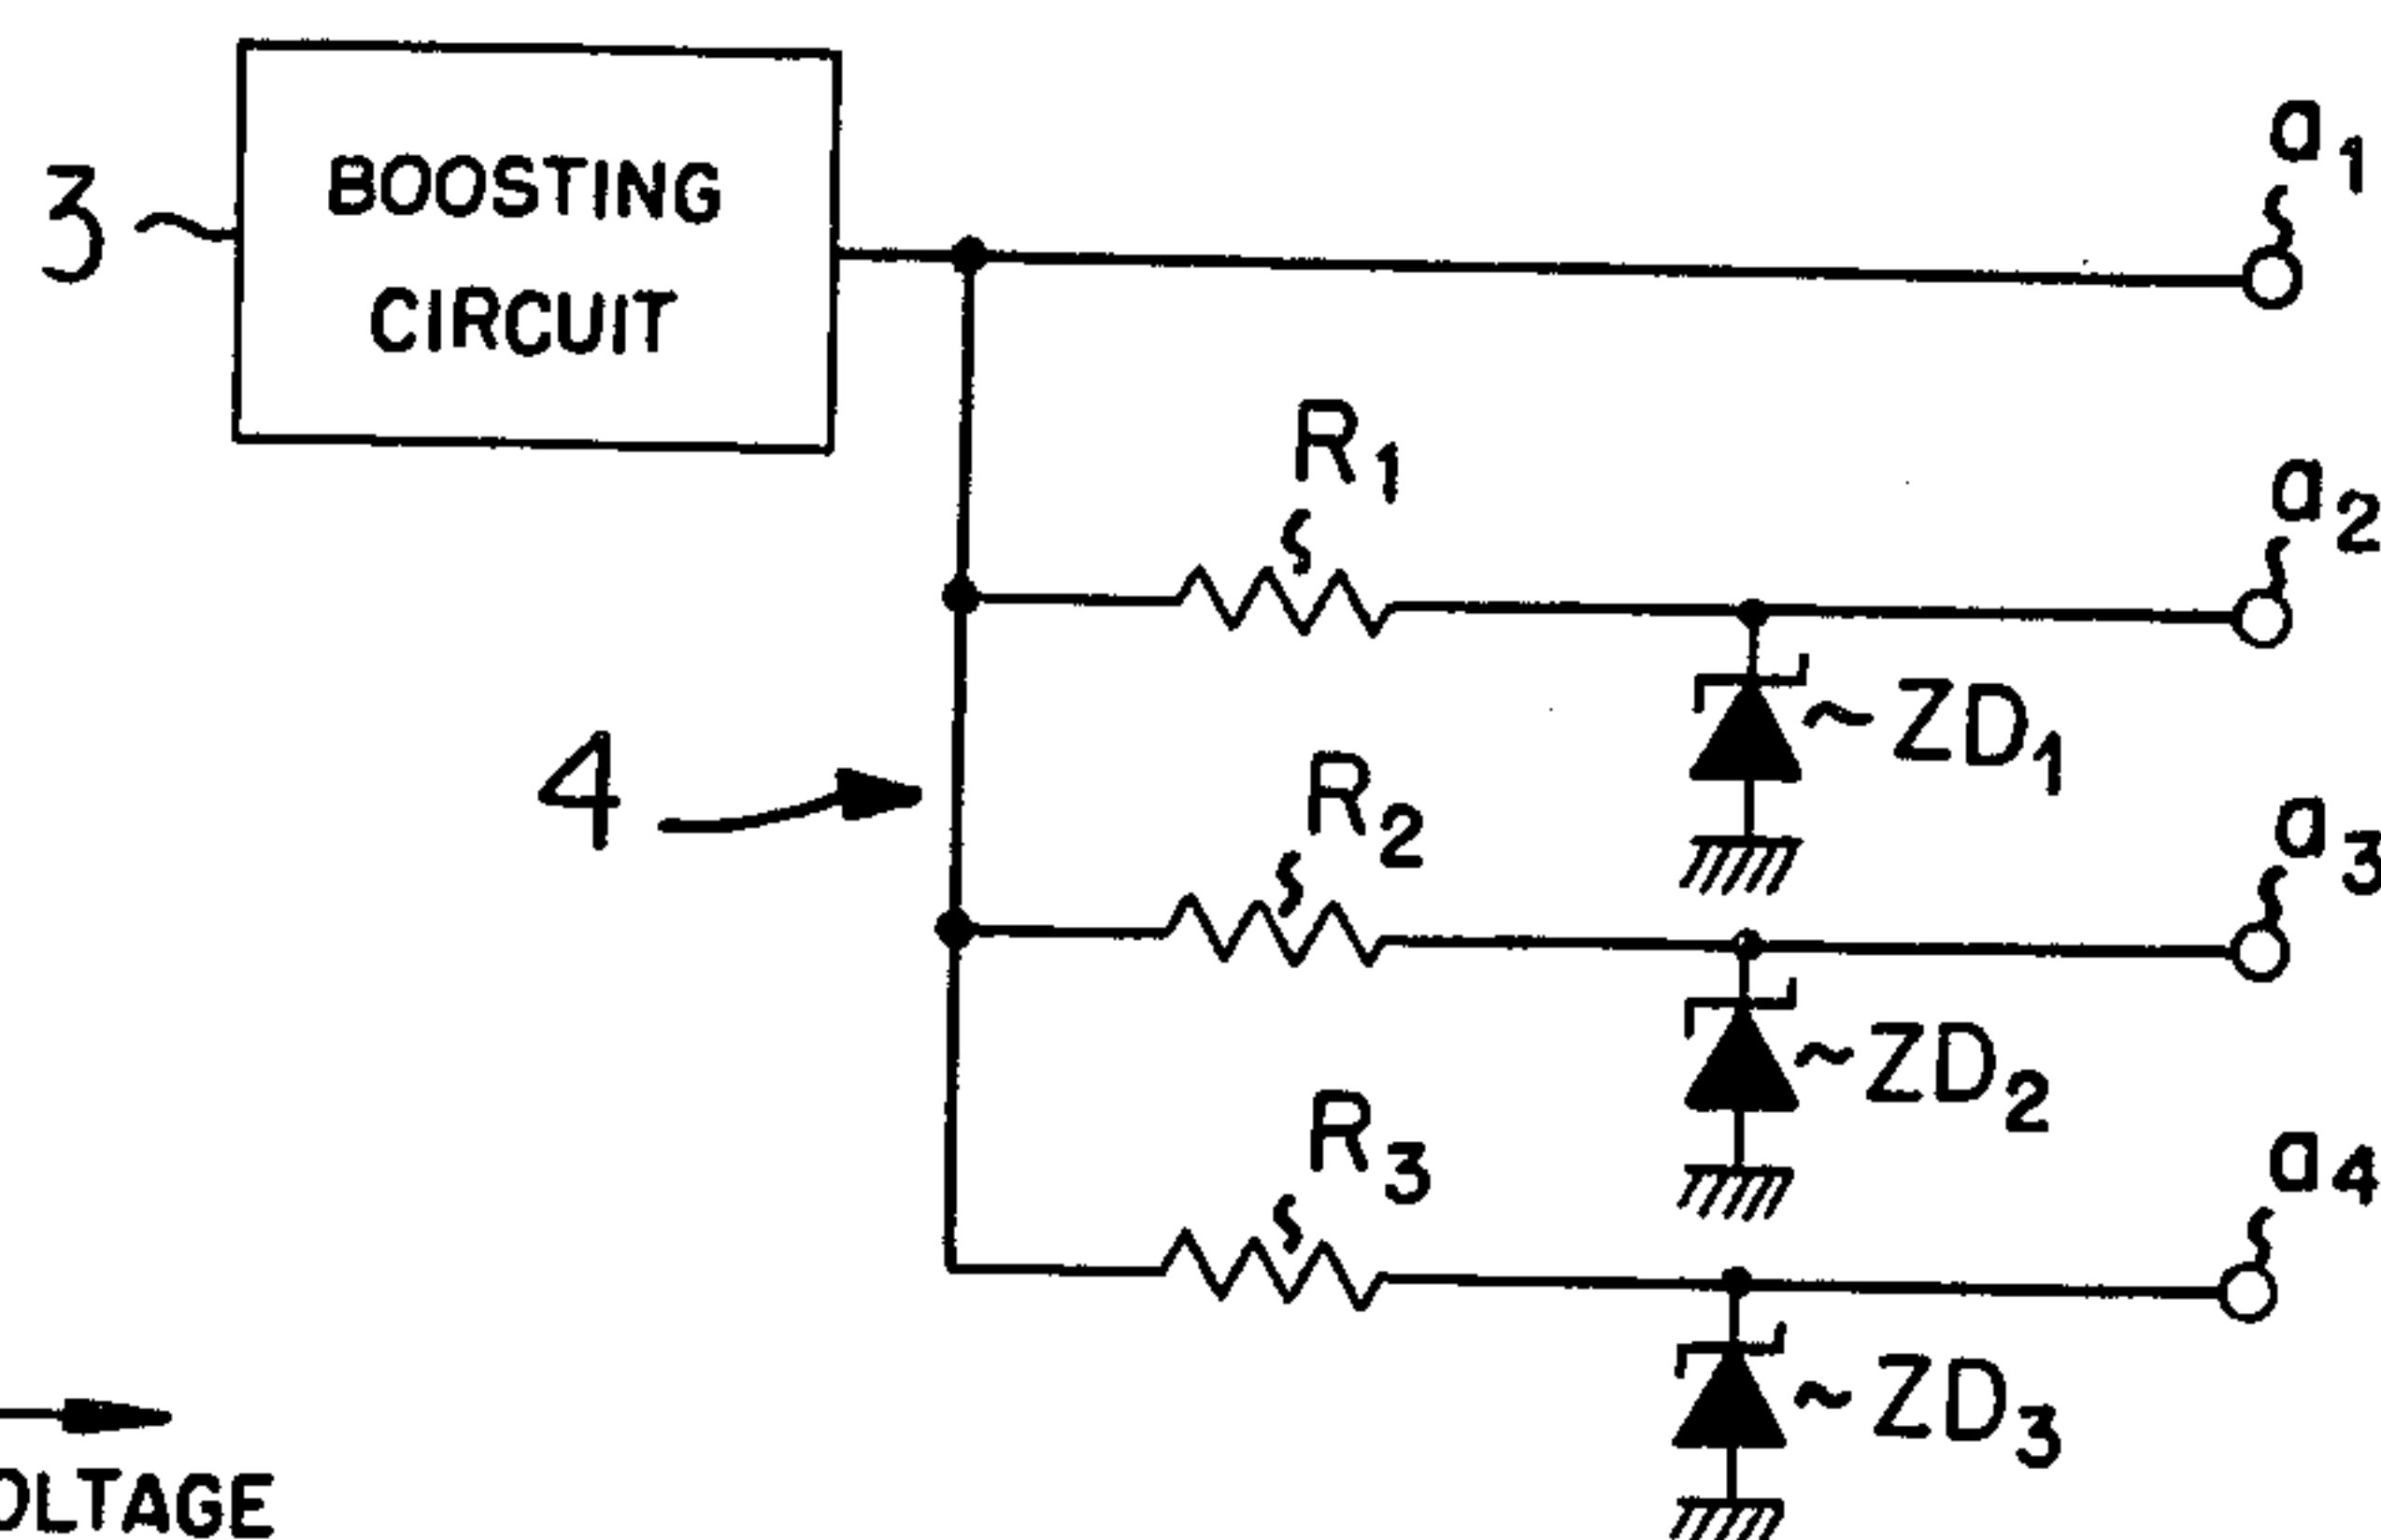 3
BOOSTING
CIRCUIT
a1
R1
a2
ZD1
4
R2
a3
ZD2
R3
a4
ZD3
OLTAGE